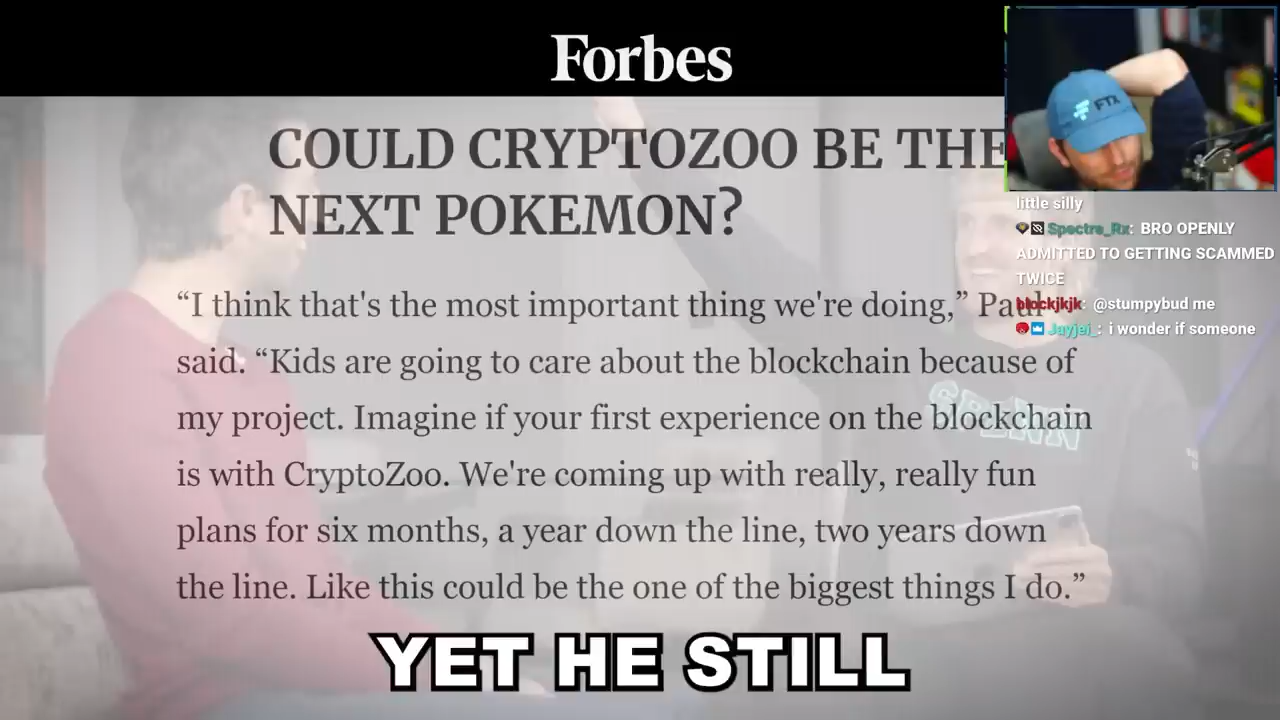 Forbes
COULD CRYPTOZOO BE THE
NEXT POKEMON?
“I think that's the most important thing we're doing,” Paul
said. “Kids are going to care about the blockchain because of
my project. Imagine if your first experience on the blockchain
is with CryptoZoo. We're coming up with really, really fun
plans for six months, a year down the line, two years down
the line. Like this could be the one of the biggest things I do.”
YET HE STILL
FTX
little silly
Spectre_Rx: BRO OPENLY
ADMITTED TO GETTING SCAMMED
TWICE
blockjkjk: @stumpybud me
Jayjei_: i wonder if someone